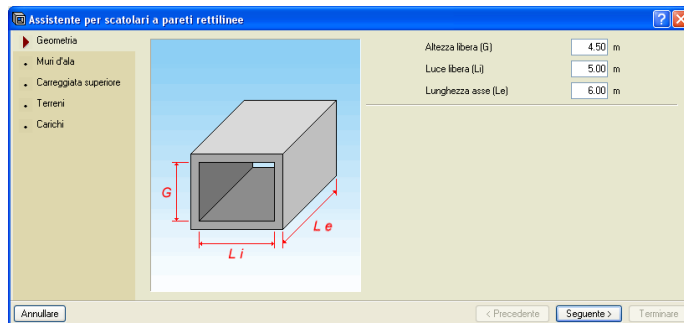 Assistente per scatolari a pareti rettilinee
Geometria
Muri d'ala
Carreggiata superiore
Terreni
Carichi
G
Li
Le
Altezza libera (G) 4.50 m
Luce libera (Li) 5.00 m
Lunghezza asse (Le) 6.00 m
Annullare
< Precedente
Seguente >
Terminare